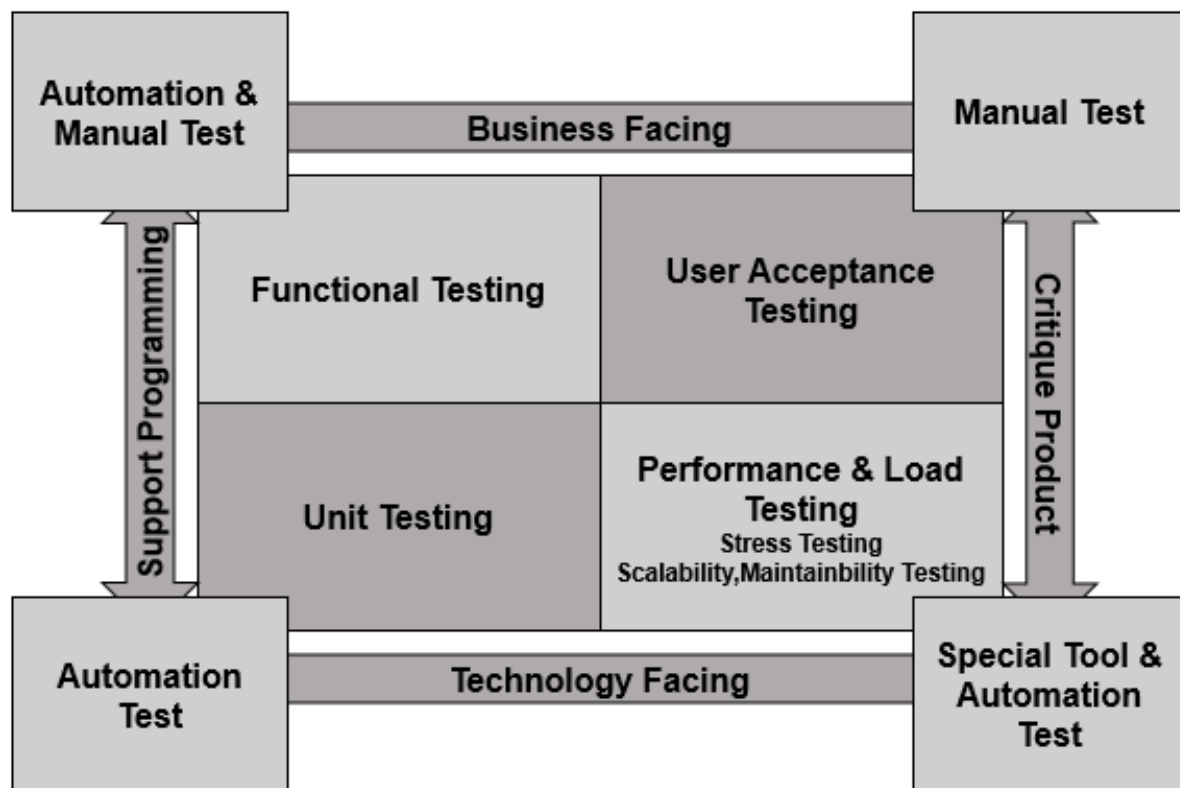 Automation &
Manual Test
Business Facing
Manual Test
Functional Testing
User Acceptance
Testing
Support Programming
Critique Product
Unit Testing
Performance & Load
Testing
Stress Testing
Scalability,Maintainbility Testing
Automation
Test
Technology Facing
Special Tool &
Automation
Test